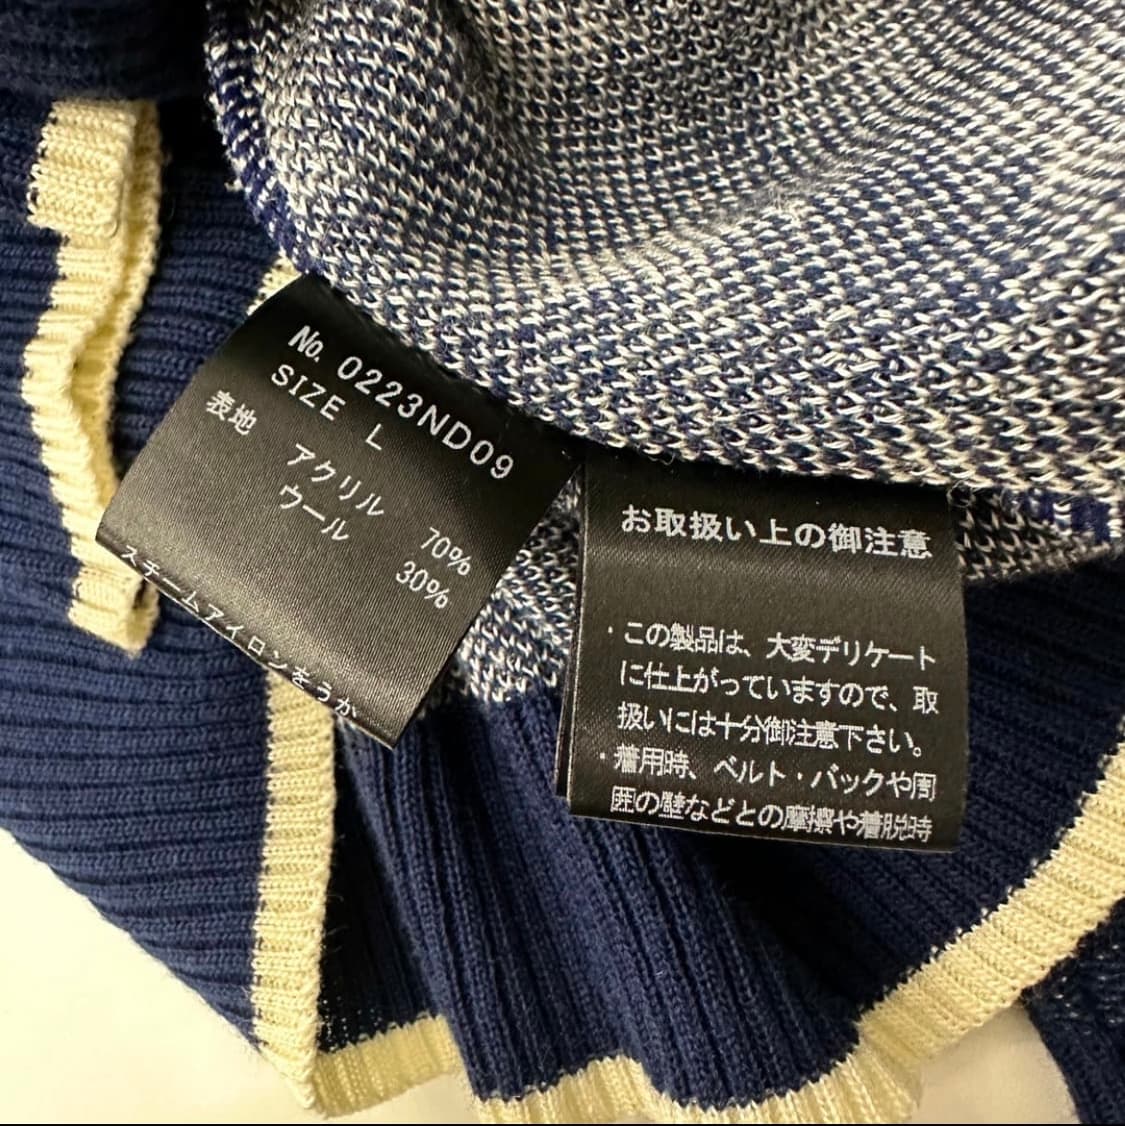 No. 0223ND09
SIZE L
表地 アクリル 70%
ウール 30%
スチームアイロンをうか
お取扱い上の御注意
・この製品は、大変デリケート
に仕上がっていますので、取
扱いには十分御注意下さい。
・着用時、ベルト・バックや周
囲の壁などとの摩擦や着脱時